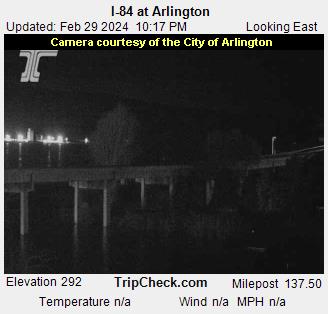 I-84 at Arlington
Updated: Feb 29 2024 10:17 PM Looking East
Camera courtesy of the City of Arlington
Elevation 292 TripCheck.com Milepost 137.50
Temperature n/a Wind n/a MPH n/a